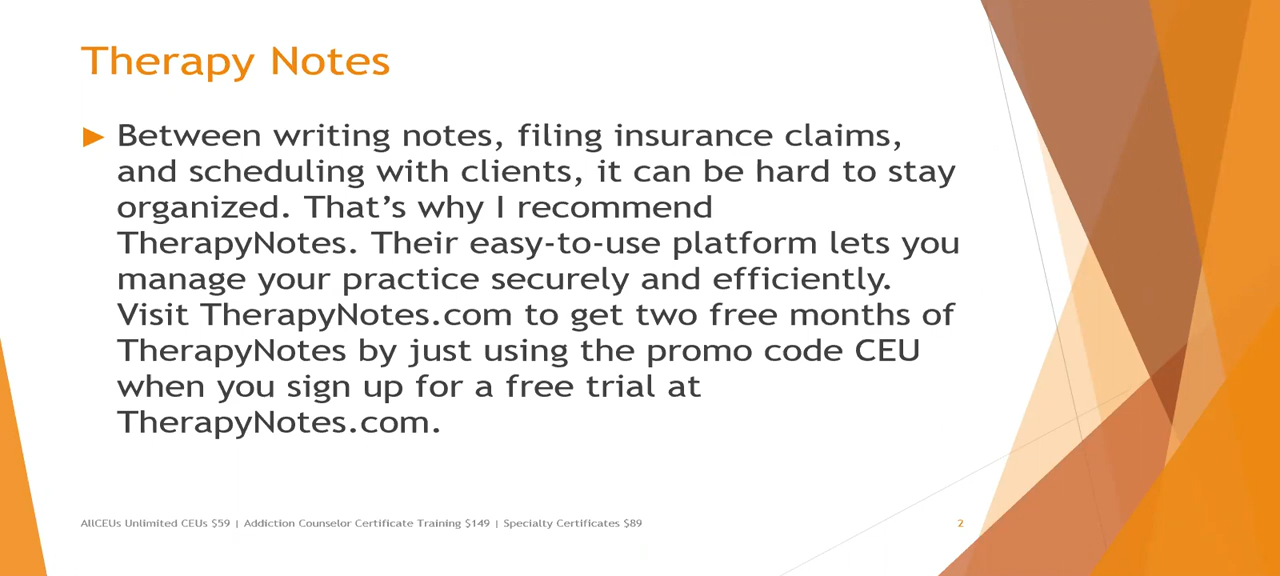 Therapy Notes
Between writing notes, filing insurance claims,
and scheduling with clients, it can be hard to stay
organized. That’s why I recommend
TherapyNotes. Their easy-to-use platform lets you
manage your practice securely and efficiently.
Visit TherapyNotes.com to get two free months of
TherapyNotes by just using the promo code CEU
when you sign up for a free trial at
TherapyNotes.com.
AllCEUs Unlimited CEUs $59 | Addiction Counselor Certificate Training $149 | Specialty Certificates $89
2